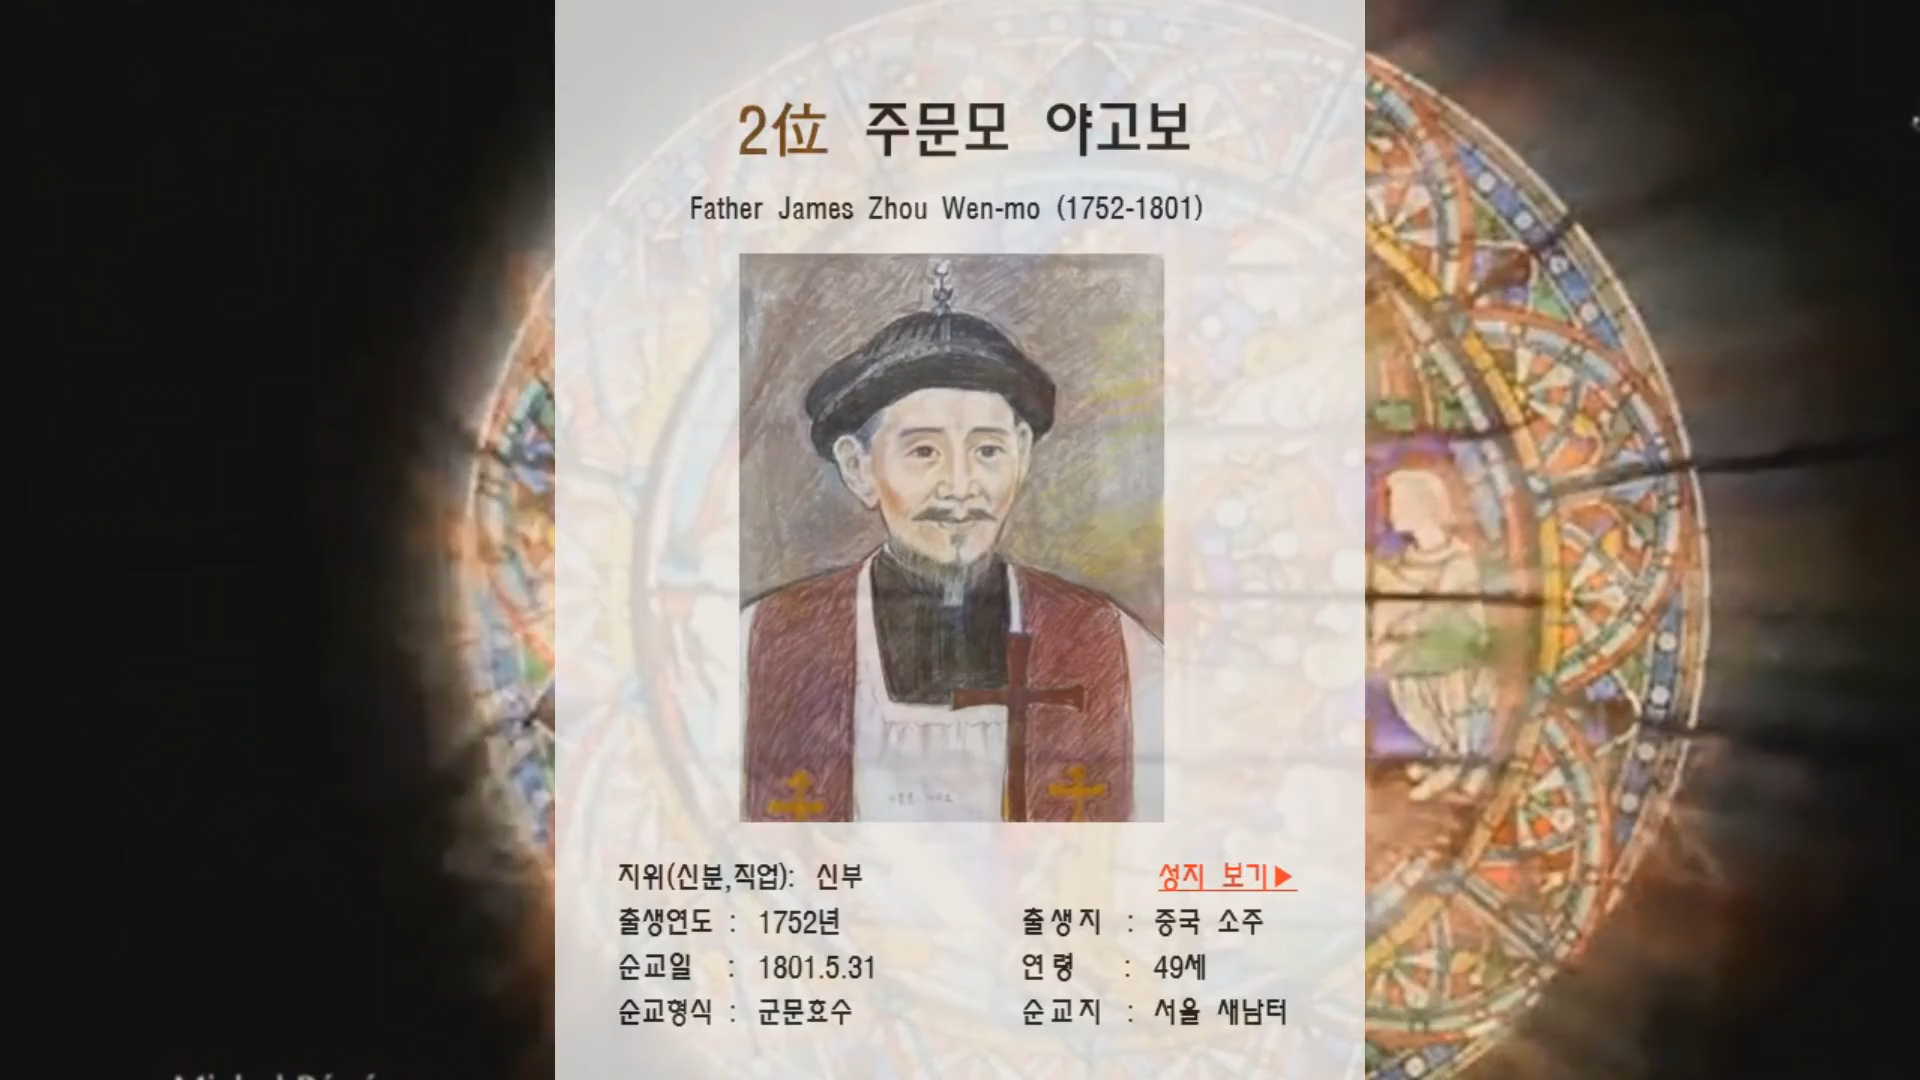 2位 주문모 야고보
Father James Zhou Wen-mo (1752-1801)
지위(신분,직업): 신부
성지 보기▶
출생연도 : 1752년
출생지 : 중국 소주
순교일 : 1801.5.31
연령 : 49세
순교형식 : 군문효수
순교지 : 서울 새남터